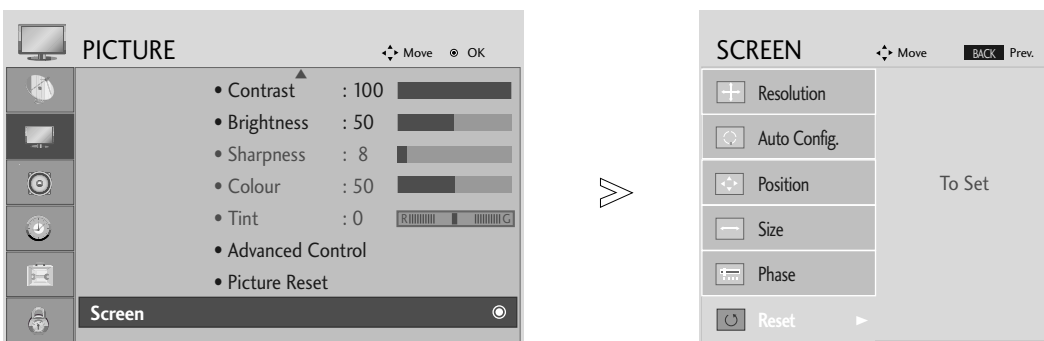 PICTURE Move OK
• Contrast : 100
• Brightness : 50
• Sharpness : 8
• Colour : 50
• Tint : 0 R G
• Advanced Control
• Picture Reset
Screen
SCREEN Move BACK Prev.
Resolution
Auto Config.
Position
Size
Phase
Reset
To Set